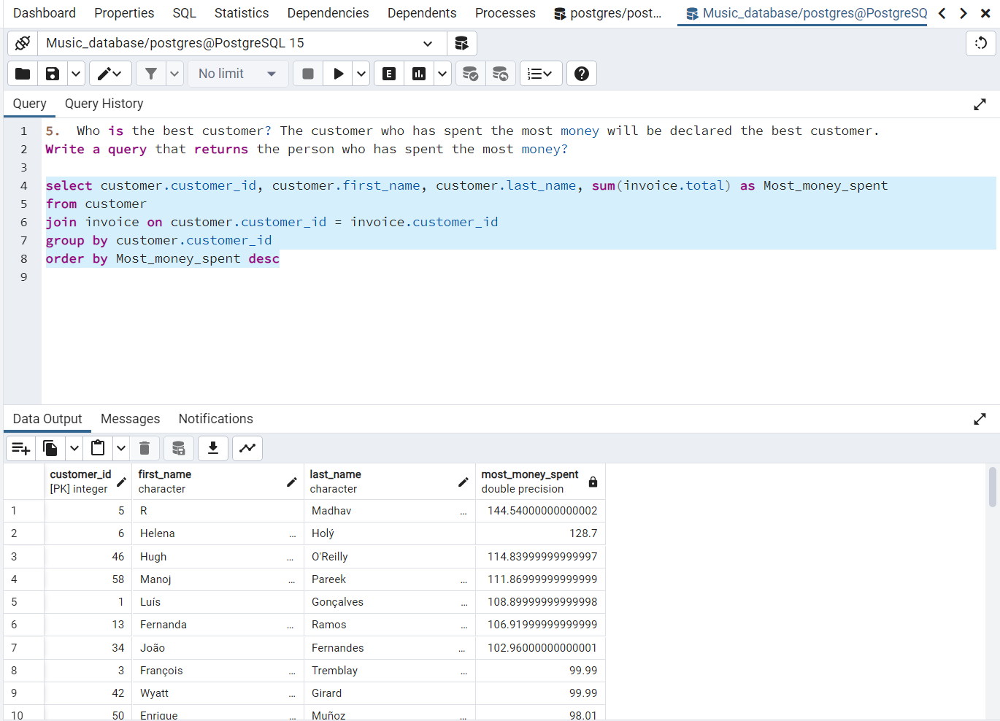 Dashboard Properties SQL Statistics Dependencies Dependents Processes postgres/post... Music_database/postgres@PostgreSQ
Music_database/postgres@PostgreSQL 15
No limit E
Query Query History
1 5. Who is the best customer? The customer who has spent the most money will be declared the best customer.
2 Write a query that returns the person who has spent the most money?
3
4 select customer.customer_id, customer.first_name, customer.last_name, sum(invoice.total) as Most_money_spent
5 from customer
6 join invoice on customer.customer_id = invoice.customer_id
7 group by customer.customer_id
8 order by Most_money_spent desc
9
Data Output Messages Notifications
customer_id first_name last_name most_money_spent
[PK] integer character character double precision
1 5 R Madhav ... 144.54000000000002
2 6 Helena ... Holý 128.7
3 46 Hugh ... O'Reilly 114.83999999999997
4 58 Manoj ... Pareek ... 111.86999999999999
5 1 Luís Gonçalves ... 108.89999999999998
6 13 Fernanda ... Ramos ... 106.91999999999999
7 34 João Fernandes ... 102.96000000000001
8 3 François ... Tremblay ... 99.99
9 42 Wyatt ... Girard 99.99
10 50 Enrique ... Muñoz ... 98.01